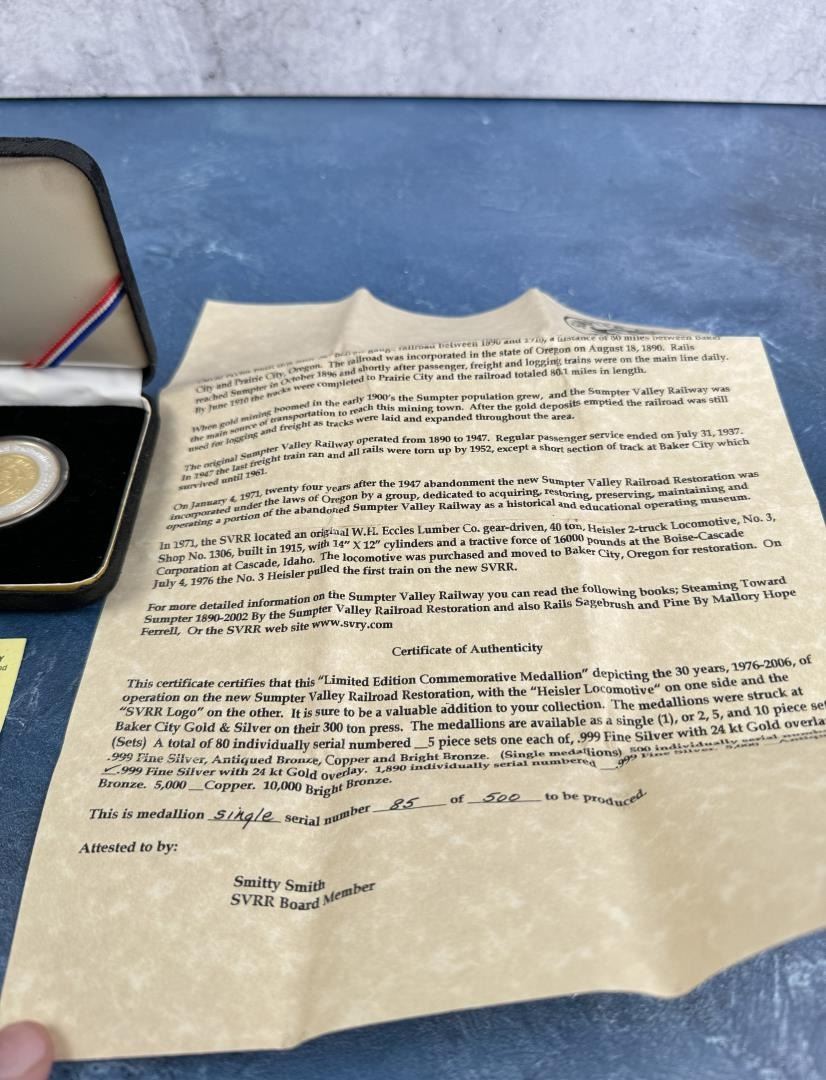 railroad between 1890 and a distance of 80 miles between Baker
City and Prairie City, Oregon. The railroad was incorporated in the state of Oregon on August 18, 1890. Rails
reached Sumpter in October 1896 and shortly after passenger, freight and logging trains were on the main line daily.
By June 1910 the tracks were completed to Prairie City and the railroad totaled 80.1 miles in length.
When gold mining boomed in the early 1900's the Sumpter population grew, and the Sumpter Valley Railway was
the main source of transportation to reach this mining town. After the gold deposits emptied the railroad was still
used for logging and freight as tracks were laid and expanded throughout the area.
The original Sumpter Valley Railway operated from 1890 to 1947. Regular passenger service ended on July 31, 1937.
In 1947 the last freight train ran and all rails were torn up by 1952, except a short section of track at Baker City which
survived until 1961.
On January 4, 1971, twenty four years after the 1947 abandonment the new Sumpter Valley Railroad Restoration was
incorporated under the laws of Oregon by a group, dedicated to acquiring, restoring, preserving, maintaining and
operating a portion of the abandoned Sumpter Valley Railway as a historical and educational operating museum.
In 1971, the SVRR located an original W.H. Eccles Lumber Co. gear-driven, 40 ton, Heisler 2-truck Locomotive, No. 3,
Shop No. 1306, built in 1915, with 14" X 12" cylinders and a tractive force of 16000 pounds at the Boise-Cascade
Corporation at Cascade, Idaho. The locomotive was purchased and moved to Baker City, Oregon for restoration. On
July 4, 1976 the No. 3 Heisler pulled the first train on the new SVRR.
For more detailed information on the Sumpter Valley Railway you can read the following books; Steaming Toward
Sumpter 1890-2002 By the Sumpter Valley Railroad Restoration and also Rails Sagebrush and Pine By Mallory Hope
Ferrell, Or the SVRR web site www.svry.com
Certificate of Authenticity
This certificate certifies that this "Limited Edition Commemorative Medallion" depicting the 30 years, 1976-2006, of
operation on the new Sumpter Valley Railroad Restoration, with the "Heisler Locomotive" on one side and the
"SVRR Logo" on the other. It is sure to be a valuable addition to your collection. The medallions were struck at
Baker City Gold & Silver on their 300 ton press. The medallions are available as a single (1), or 2, 5, and 10 piece set
(Sets) A total of 80 individually serial numbered __5 piece sets one each of, .999 Fine Silver with 24 kt Gold overla
.999 Fine Silver, Antiqued Bronze, Copper and Bright Bronze. (Single medallions) 500 individually serial numbe
✓.999 Fine Silver with 24 kt Gold overlay. 1,890 individually serial numbered __.999 Fine Silver. 5,000
Bronze. 5,000 __Copper. 10,000 Bright Bronze.
This is medallion single serial number 85 of 500 to be produced.
Attested to by:
Smitty Smith
SVRR Board Member